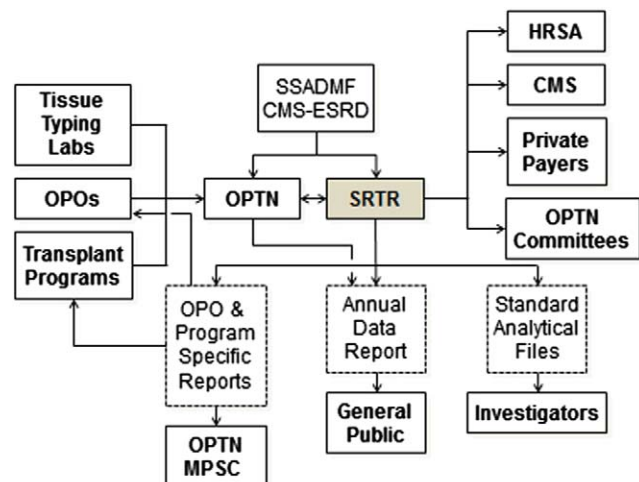 HRSA
SSADMF
CMS-ESRD
CMS
Tissue
Typing
Labs
Private
Payers
OPOs
OPTN
SRTR
OPTN
Committees
Transplant
Programs
OPO &
Program
Specific
Reports
Annual
Data
Report
Standard
Analytical
Files
General
Public
Investigators
OPTN
MPSC